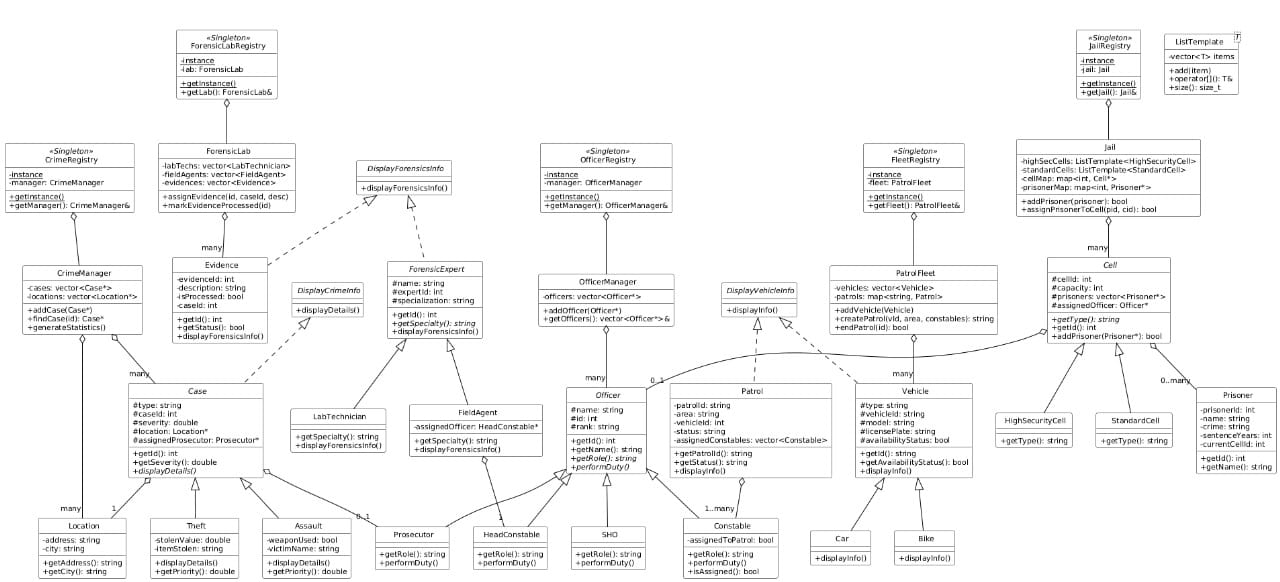 «Singleton»
ForensicLabRegistry
-instance
-lab: ForensicLab
+getInstance()
+getLab(): ForensicLab&
«Singleton»
JailRegistry
-instance
-jail: Jail
+getInstance()
+getJail(): Jail&
T
ListTemplate
-vector<T> items
+add(item)
+operator[](): T&
+size(): size_t
«Singleton»
CrimeRegistry
-instance
-manager: CrimeManager
+getInstance()
+getManager(): CrimeManager&
ForensicLab
-labTechs: vector<LabTechnician>
-fieldAgents: vector<FieldAgent>
-evidences: vector<Evidence>
+assignEvidence(id, caseId, desc)
+markEvidenceProcessed(id)
DisplayForensicsInfo
+displayForensicsInfo()
«Singleton»
OfficerRegistry
-instance
-manager: OfficerManager
+getInstance()
+getManager(): OfficerManager&
«Singleton»
FleetRegistry
-instance
-fleet: PatrolFleet
+getInstance()
+getFleet(): PatrolFleet&
Jail
-highSecCells: ListTemplate<HighSecurityCell>
-standardCells: ListTemplate<StandardCell>
-cellMap: map<int, Cell*>
-prisonerMap: map<int, Prisoner*>
+addPrisoner(prisoner): bool
+assignPrisonerToCell(pid, cid): bool
many
many
CrimeManager
-cases: vector<Case*>
-locations: vector<Location*>
+addCase(Case*)
+findCase(id): Case*
+generateStatistics()
Evidence
-evidenceId: int
-description: string
-isProcessed: bool
-caseId: int
+getId(): int
+getStatus(): bool
+displayForensicsInfo()
DisplayCrimeInfo
+displayDetails()
ForensicExpert
#name: string
#expertId: int
#specialization: string
+getId(): int
+getSpecialty(): string
+displayForensicsInfo()
OfficerManager
-officers: vector<Officer*>
+addOfficer(Officer*)
+getOfficers(): vector<Officer*>&
DisplayVehicleInfo
+displayInfo()
PatrolFleet
-vehicles: vector<Vehicle>
-patrols: map<string, Patrol>
+addVehicle(Vehicle)
+createPatrol(vId, area, constables): string
+endPatrol(id): bool
Cell
#cellId: int
#capacity: int
#prisoners: vector<Prisoner*>
#assignedOfficer: Officer*
+getType(): string
+getId(): int
+addPrisoner(Prisoner*): bool
many
many
0..1
many
0..many
Case
#type: string
#caseId: int
#severity: double
#location: Location*
#assignedProsecutor: Prosecutor*
+getId(): int
+getSeverity(): double
+displayDetails()
LabTechnician
+getSpecialty(): string
+displayForensicsInfo()
FieldAgent
-assignedOfficer: HeadConstable*
+getSpecialty(): string
+displayForensicsInfo()
Officer
#name: string
#id: int
#rank: string
+getId(): int
+getName(): string
+getRole(): string
+performDuty()
Patrol
-patrolId: string
-area: string
-vehicleId: int
-status: string
-assignedConstables: vector<Constable>
+getPatrolId(): string
+getStatus(): string
+displayInfo()
Vehicle
#type: string
#vehicleId: string
#model: string
#licensePlate: string
#availabilityStatus: bool
+getId(): string
+getAvailabilityStatus(): bool
+displayInfo()
HighSecurityCell
+getType(): string
StandardCell
+getType(): string
Prisoner
-prisonerId: int
-name: string
-crime: string
-sentenceYears: int
-currentCellId: int
+getId(): int
+getName(): string
many
1
0..1
1
1..many
Location
-address: string
-city: string
+getAddress(): string
+getCity(): string
Theft
-stolenValue: double
-itemStolen: string
+displayDetails()
+getPriority(): double
Assault
-weaponUsed: bool
-victimName: string
+displayDetails()
+getPriority(): double
Prosecutor
+getRole(): string
+performDuty()
HeadConstable
+getRole(): string
+performDuty()
SHO
+getRole(): string
+performDuty()
Constable
-assignedToPatrol: bool
+getRole(): string
+performDuty()
+isAssigned(): bool
Car
+displayInfo()
Bike
+displayInfo()